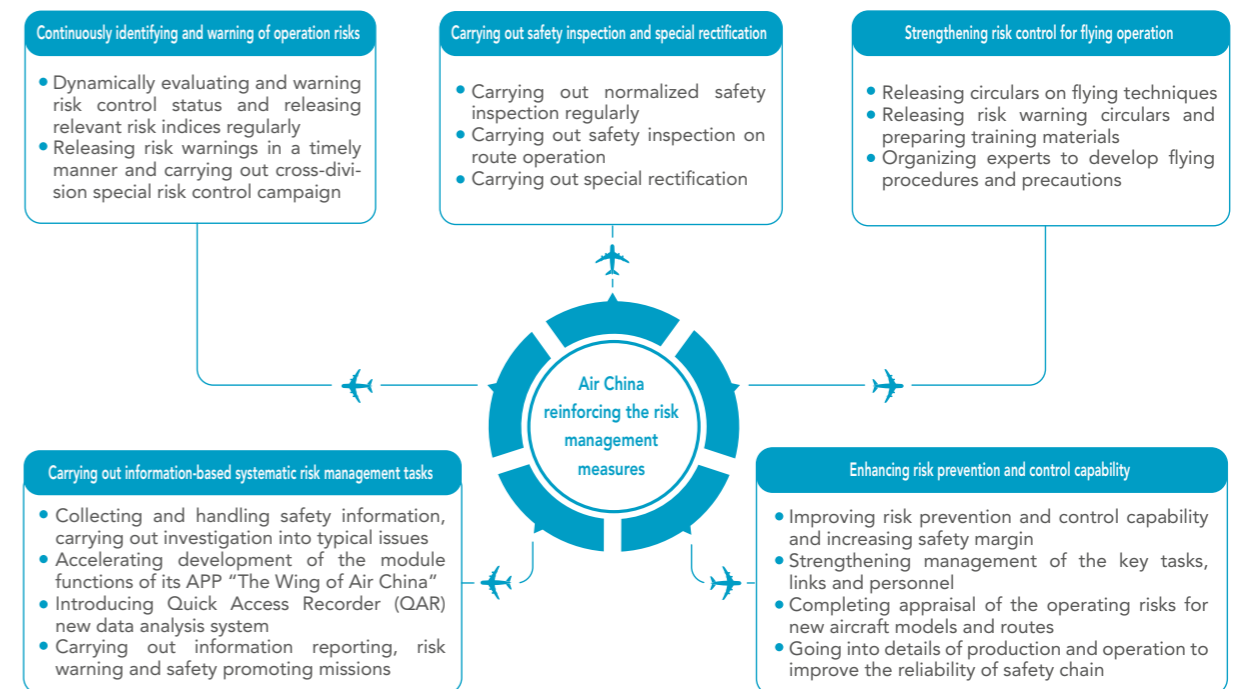 Continuously identifying and warning of operation risks
• Dynamically evaluating and warning
risk control status and releasing
relevant risk indices regularly
• Releasing risk warnings in a timely
manner and carrying out cross-divi-
sion special risk control campaign
Carrying out safety inspection and special rectification
• Carrying out normalized safety
inspection regularly
• Carrying out safety inspection on
route operation
• Carrying out special rectification
Strengthening risk control for flying operation
• Releasing circulars on flying techniques
• Releasing risk warning circulars and
preparing training materials
• Organizing experts to develop flying
procedures and precautions
Air China
reinforcing the risk
management
measures
Carrying out information-based systematic risk management tasks
• Collecting and handling safety information,
carrying out investigation into typical issues
• Accelerating development of the module
functions of its APP “The Wing of Air China”
• Introducing Quick Access Recorder (QAR)
new data analysis system
• Carrying out information reporting, risk
warning and safety promoting missions
Enhancing risk prevention and control capability
• Improving risk prevention and control capability
and increasing safety margin
• Strengthening management of the key tasks,
links and personnel
• Completing appraisal of the operating risks for
new aircraft models and routes
• Going into details of production and operation to
improve the reliability of safety chain